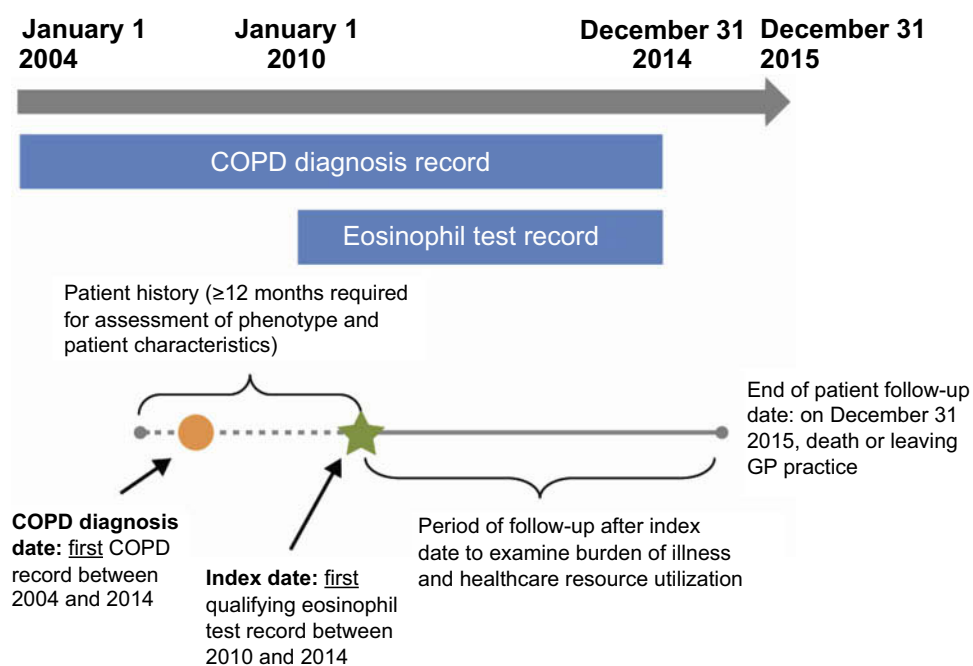 January 1
2004
January 1
2010
December 31
2014
December 31
2015
COPD diagnosis record
Eosinophil test record
Patient history (≥12 months required
for assessment of phenotype and
patient characteristics)
End of patient follow-up
date: on December 31
2015, death or leaving
GP practice
COPD diagnosis
date: first COPD
record between
2004 and 2014
Index date: first
qualifying eosinophil
test record between
2010 and 2014
Period of follow-up after index
date to examine burden of illness
and healthcare resource utilization